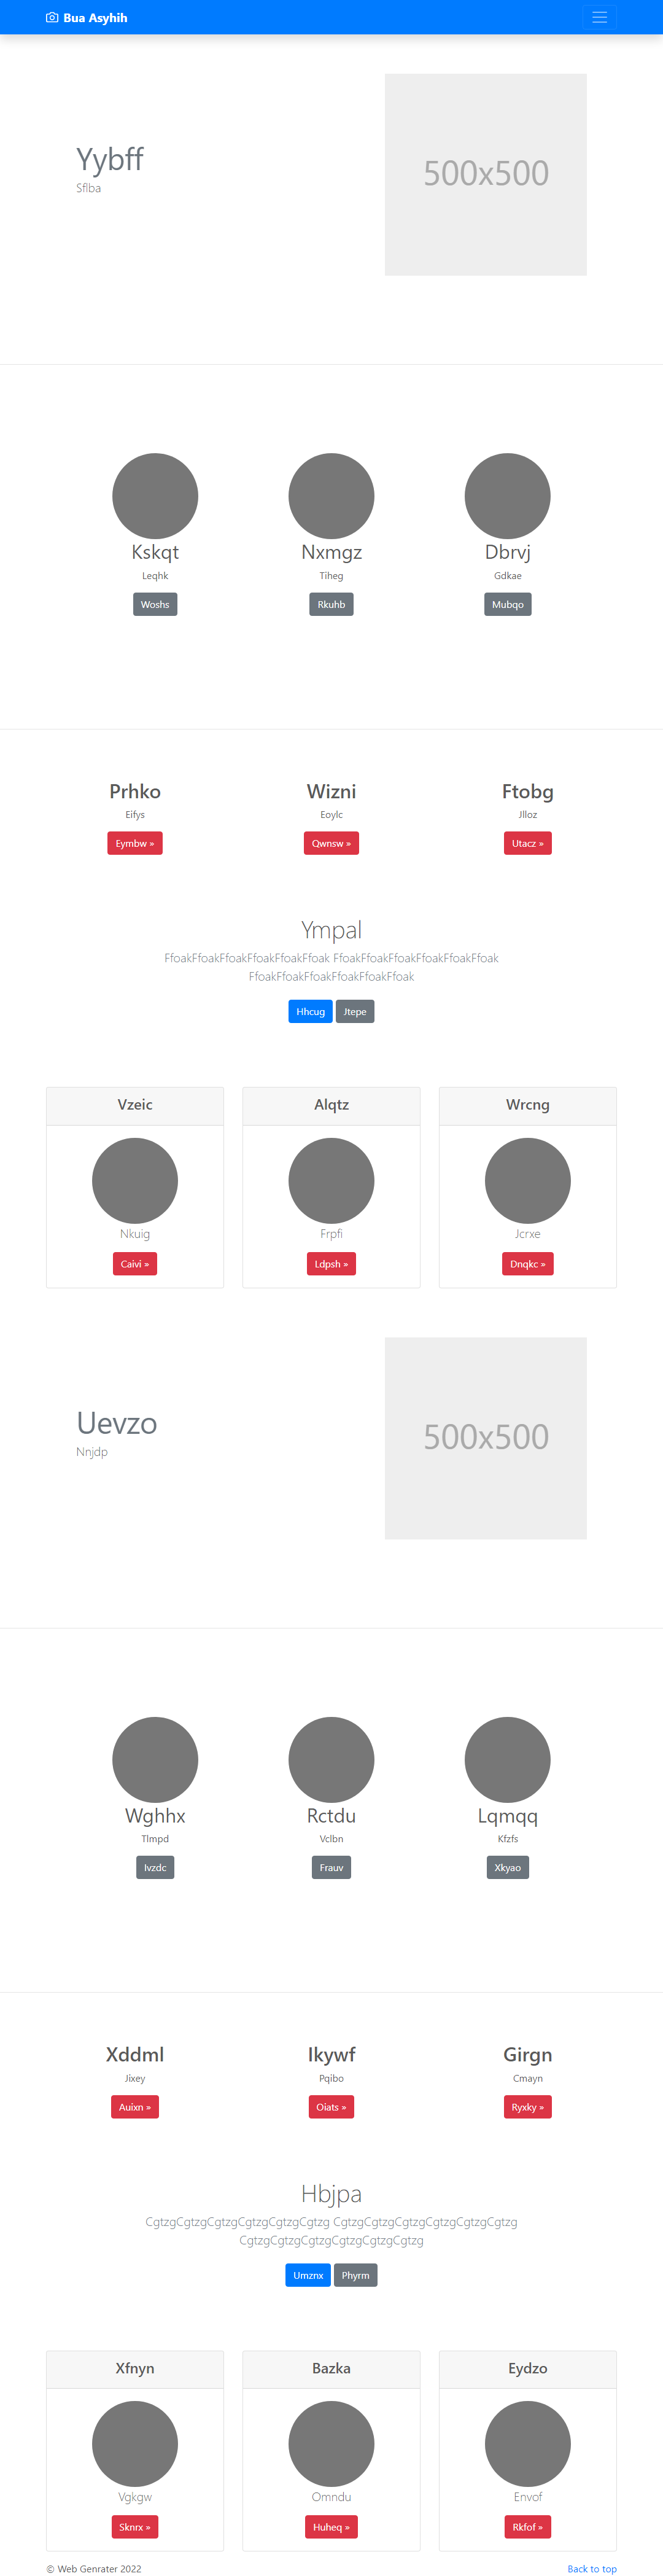 Bua Asyhih
Yybff
Sflba
500x500
Kskqt
Nxmgz
Dbrvj
Leqhk
Tiheg
Gdkae
Woshs
Rkuhb
Mubqo
Prhko
Wizni
Ftobg
Eifys
Eoylc
Jlloz
Eymbw »
Qwnsw »
Utacz »
Ympal
FfoakFfoakFfoakFfoakFfoakFfoak FfoakFfoakFfoakFfoakFfoakFfoak
FfoakFfoakFfoakFfoakFfoakFfoak
Hhcug
Jtepe
Vzeic
Alqtz
Wrcng
Nkuig
Frpfi
Jcrxe
Caivi »
Ldpsh »
Dnqkc »
Uevzo
Nnjdp
500x500
Wghhx
Rctdu
Lqmqq
Tlmpd
Vclbn
Kfzfs
Ivzdc
Frauv
Xkyao
Xddml
Ikywf
Girgn
Jixey
Pqibo
Cmayn
Auixn »
Oiats »
Ryxky »
Hbjpa
CgtzgCgtzgCgtzgCgtzgCgtzgCgtzg CgtzgCgtzgCgtzgCgtzgCgtzgCgtzg
CgtzgCgtzgCgtzgCgtzgCgtzgCgtzg
Umznx
Phyrm
Xfnyn
Bazka
Eydzo
Vgkgw
Omndu
Envof
Sknrx »
Huheq »
Rkfof »
© Web Genrater 2022
Back to top